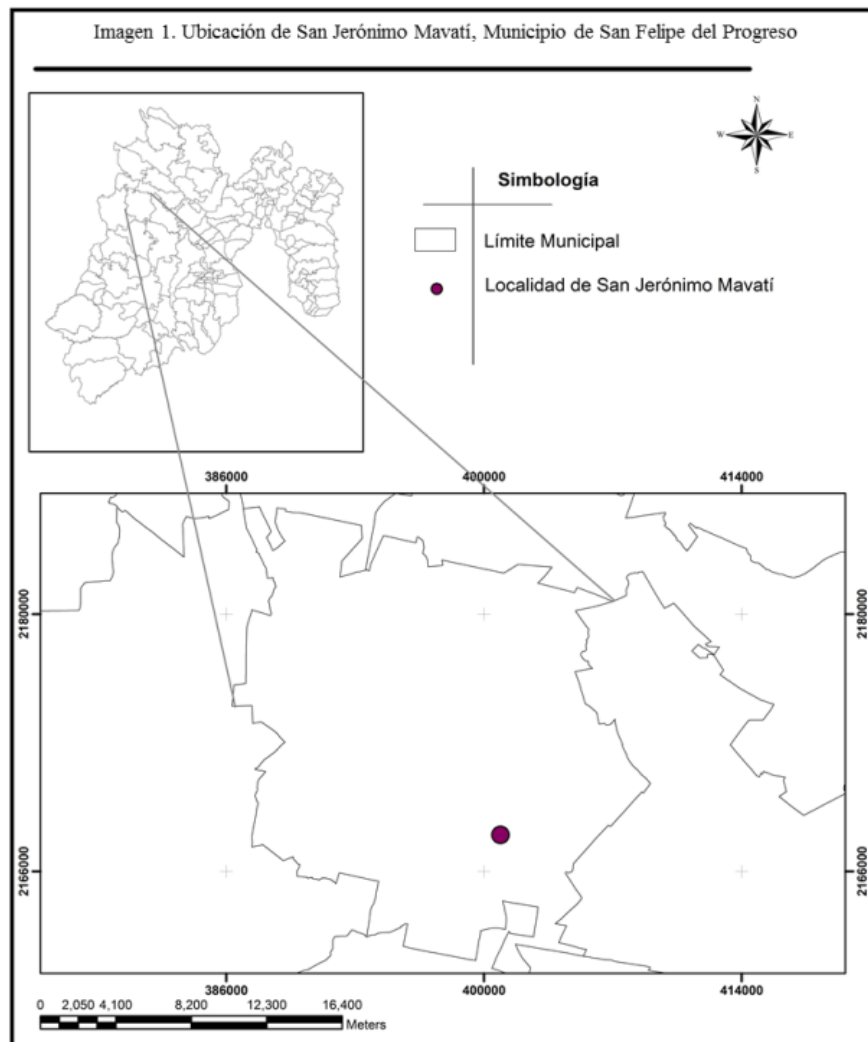 Imagen 1. Ubicación de San Jerónimo Mavatí, Municipio de San Felipe del Progreso
N
W E
S
Simbología
Límite Municipal
Localidad de San Jerónimo Mavatí
386000 400000 414000
2180000 2180000
2166000 2166000
386000 400000 414000
0 2,050 4,100 8,200 12,300 16,400
Meters